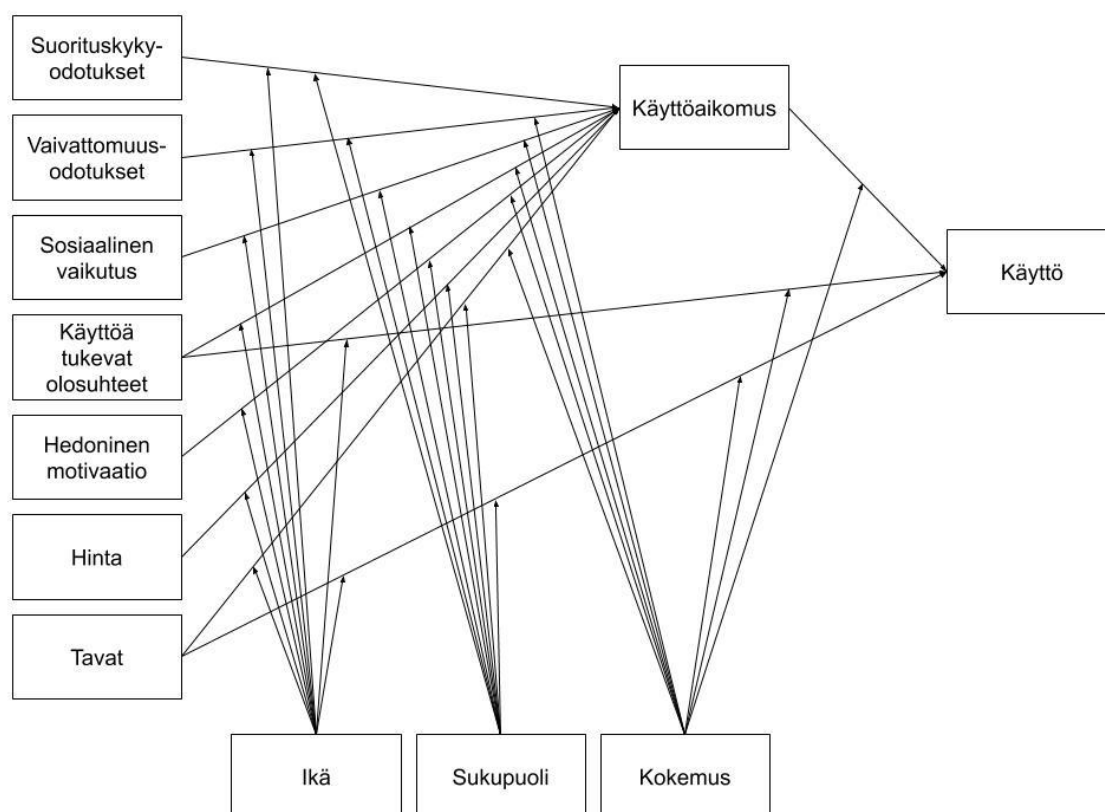 Suorituskyky-
odotukset
Vaivattomuus-
odotukset
Sosiaalinen
vaikutus
Käyttöä
tukevat
olosuhteet
Hedoninen
motivaatio
Hinta
Tavat
Käyttöaikomus
Käyttö
Ikä
Sukupuoli
Kokemus